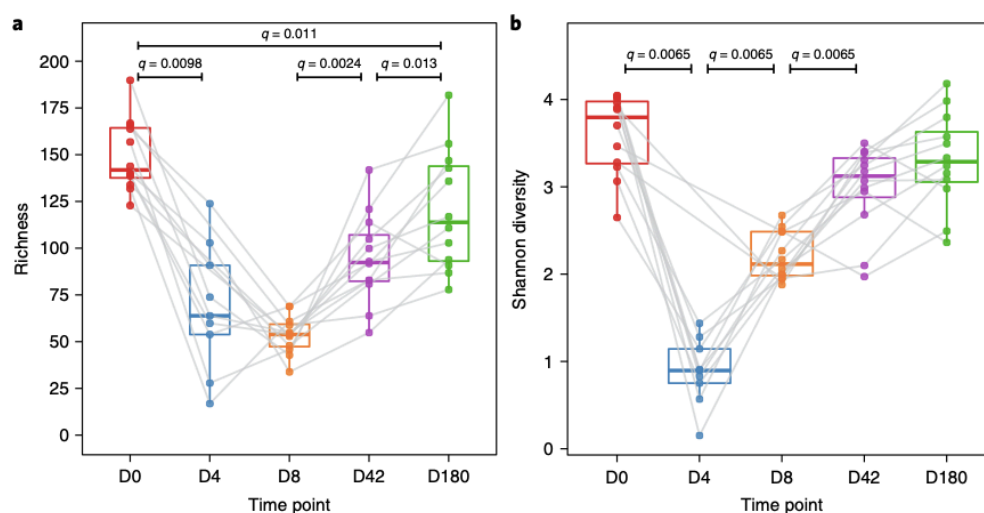 a
q = 0.011
q = 0.0098
q = 0.0024
q = 0.013
Richness
200
175
150
125
100
75
50
25
0
D0 D4 D8 D42 D180
Time point
b
q = 0.0065 q = 0.0065 q = 0.0065
Shannon diversity
4
3
2
1
0
D0 D4 D8 D42 D180
Time point